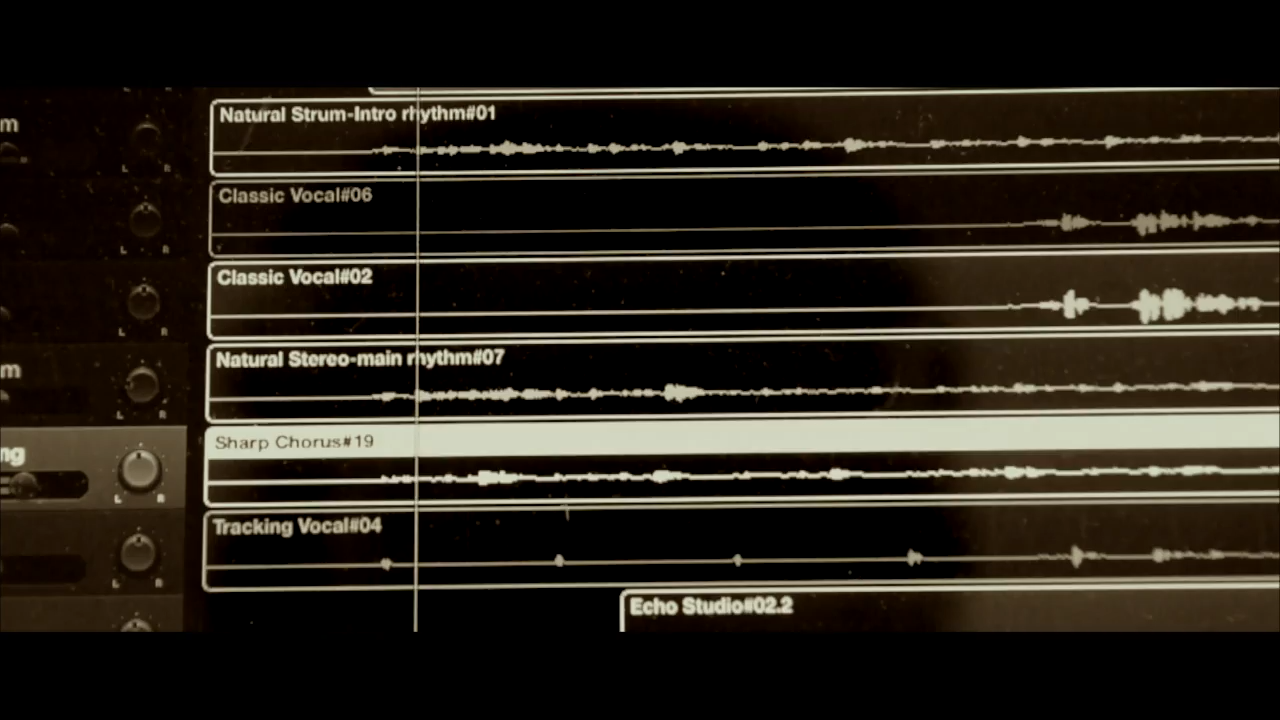 m
Natural Strum-Intro rhythm#01
L R
Classic Vocal#06
L R
Classic Vocal#02
L R
m
Natural Stereo-main rhythm#07
L R
ng
Sharp Chorus#19
L R
Tracking Vocal#04
L R
Echo Studio#02.2